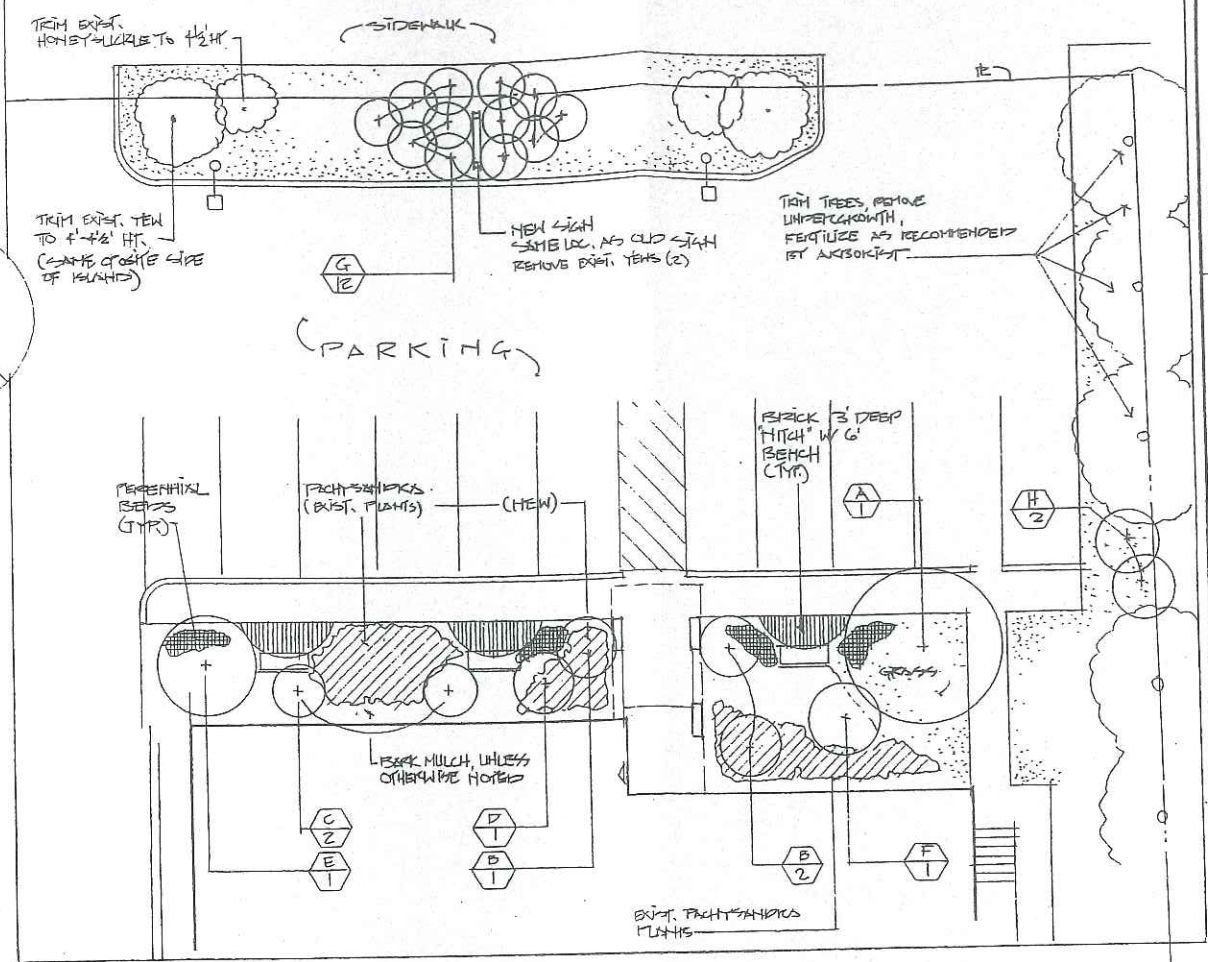 TRIM EXIST.
HONEYSUCKLE TO 4½' HT.
SIDEWALK
TRIM EXIST. YEW
TO 4'-4½' HT.
(SAME OPOSITE SIDE
OF ISLAND)
G
12
NEW SIGN
SAME LOC. AS OLD SIGN
REMOVE EXIST. YEWS (2)
TRIM TREES, REMOVE
UNDERGROWTH,
FERTILIZE AS RECOMMENDED
BY ARBORIST
PARKING
PERENNIAL
BEDS
(TYP.)
PACHYSANDRA
(EXIST. PLANTS)
(NEW)
BRICK 3' DEEP
"NITCH" W/ 6'
BENCH
(TYP.)
A
1
H
2
GRASS
BARK MULCH, UNLESS
OTHERWISE NOTED
C
2
E
1
D
1
B
1
B
2
F
1
EXIST. PACHYSANDRA
PLANTS